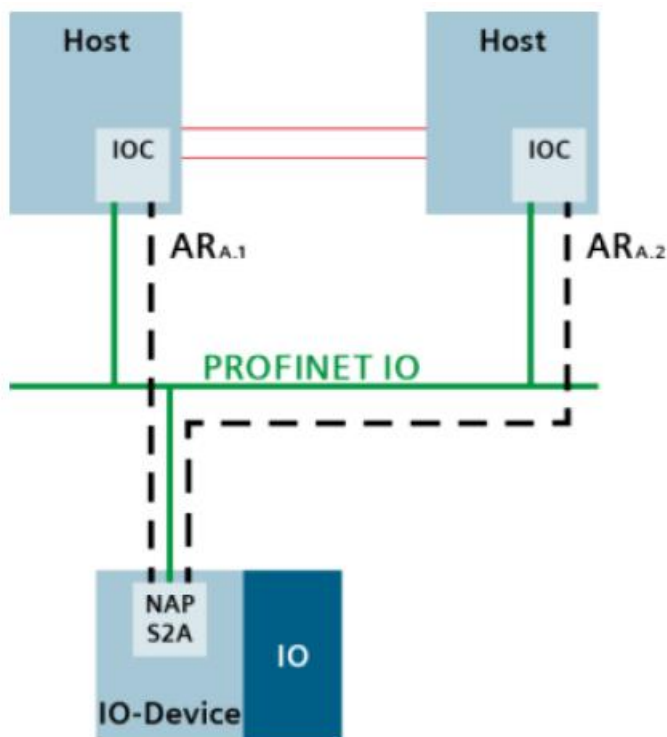 Host
Host
IOC
IOC
ARA.1
ARA.2
PROFINET IO
NAP
S2A
IO
IO-Device